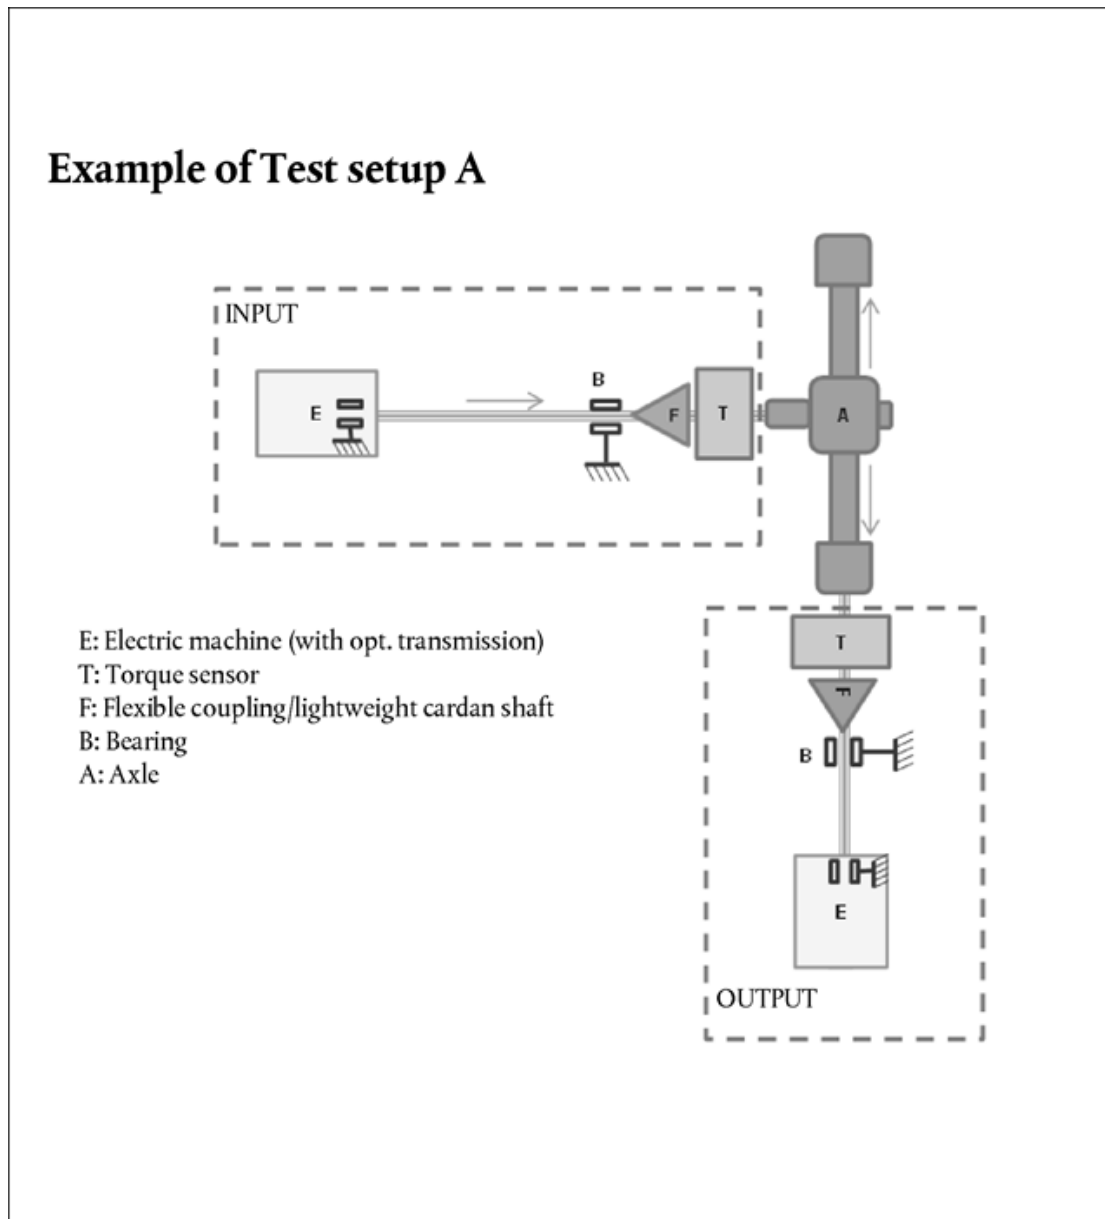 Example of Test setup A
INPUT
E
B
F
T
A
E: Electric machine (with opt. transmission)
T: Torque sensor
F: Flexible coupling/lightweight cardan shaft
B: Bearing
A: Axle
T
F
B
E
OUTPUT